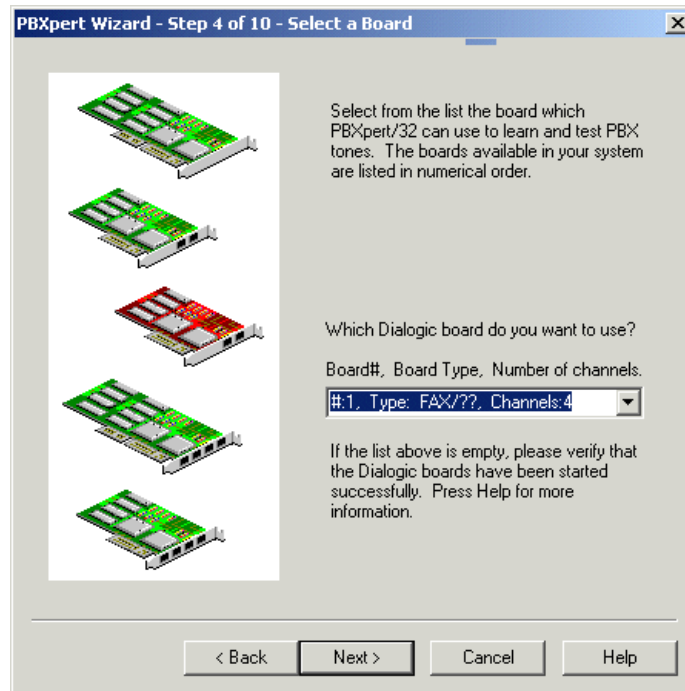 PBXpert Wizard - Step 4 of 10 - Select a Board
Select from the list the board which
PBXpert/32 can use to learn and test PBX
tones. The boards available in your system
are listed in numerical order.
Which Dialogic board do you want to use?
Board#, Board Type, Number of channels.
#:1, Type: FAX/??, Channels:4
If the list above is empty, please verify that
the Dialogic boards have been started
successfully. Press Help for more
information.
< Back Next > Cancel Help